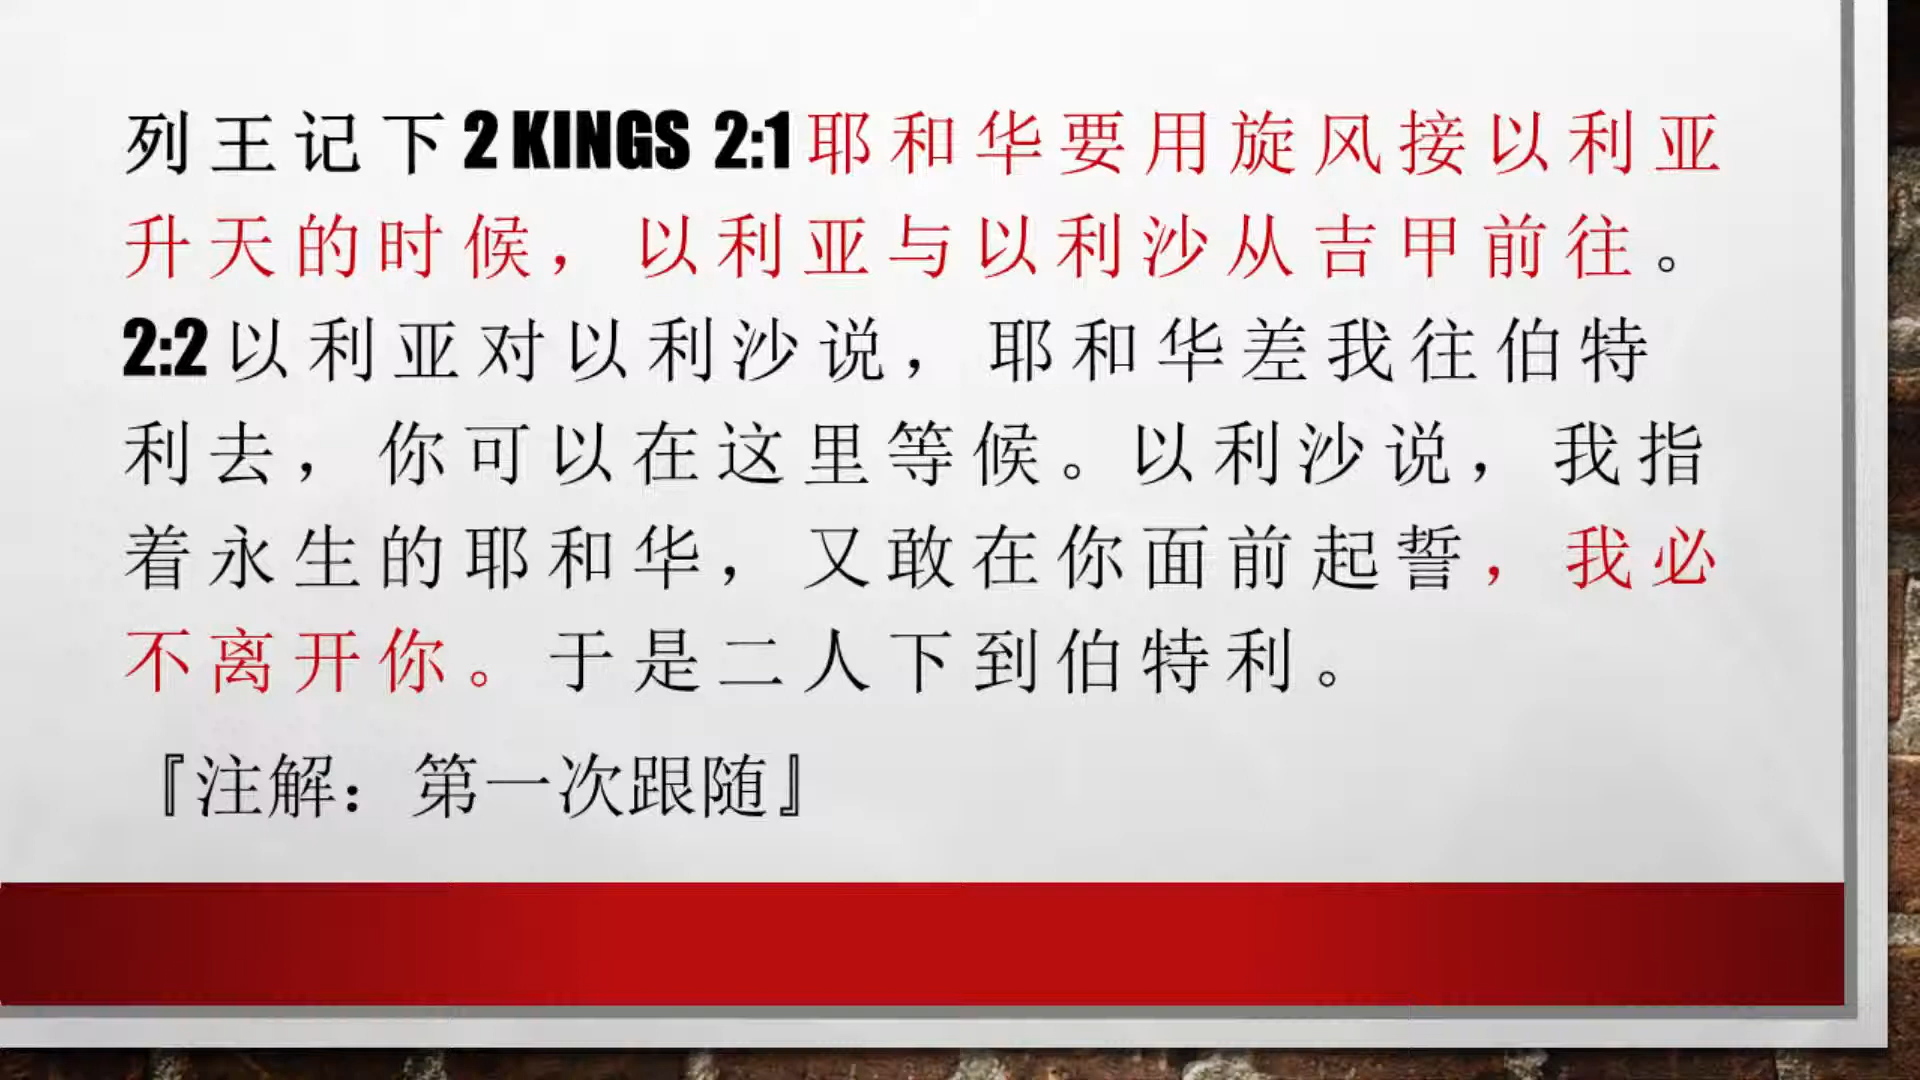 列王记下2 KINGS 2:1耶和华要用旋风接以利亚
升天的时候，以利亚与以利沙从吉甲前往。
2:2以利亚对以利沙说，耶和华差我往伯特
利去，你可以在这里等候。以利沙说，我指
着永生的耶和华，又敢在你面前起誓，我必
不离开你。于是二人下到伯特利。
『注解：第一次跟随』